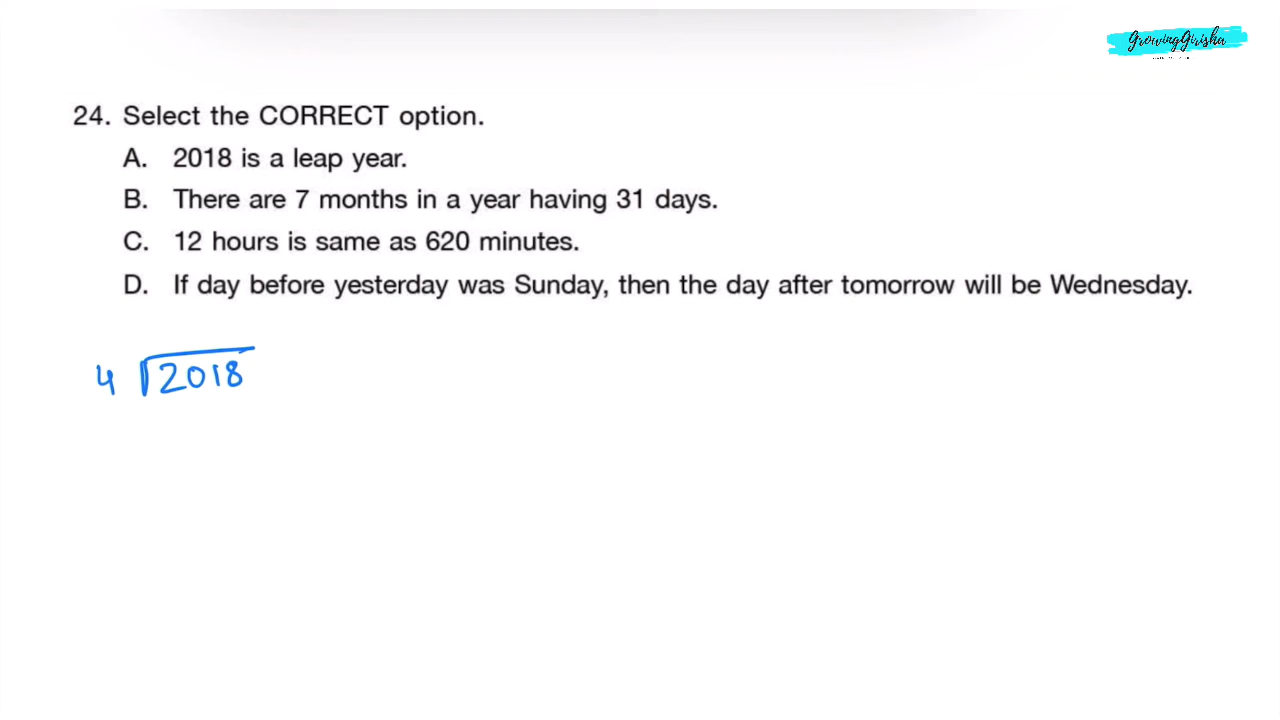 GrowingGirisha
24. Select the CORRECT option.
A. 2018 is a leap year.
B. There are 7 months in a year having 31 days.
C. 12 hours is same as 620 minutes.
D. If day before yesterday was Sunday, then the day after tomorrow will be Wednesday.
4 2018